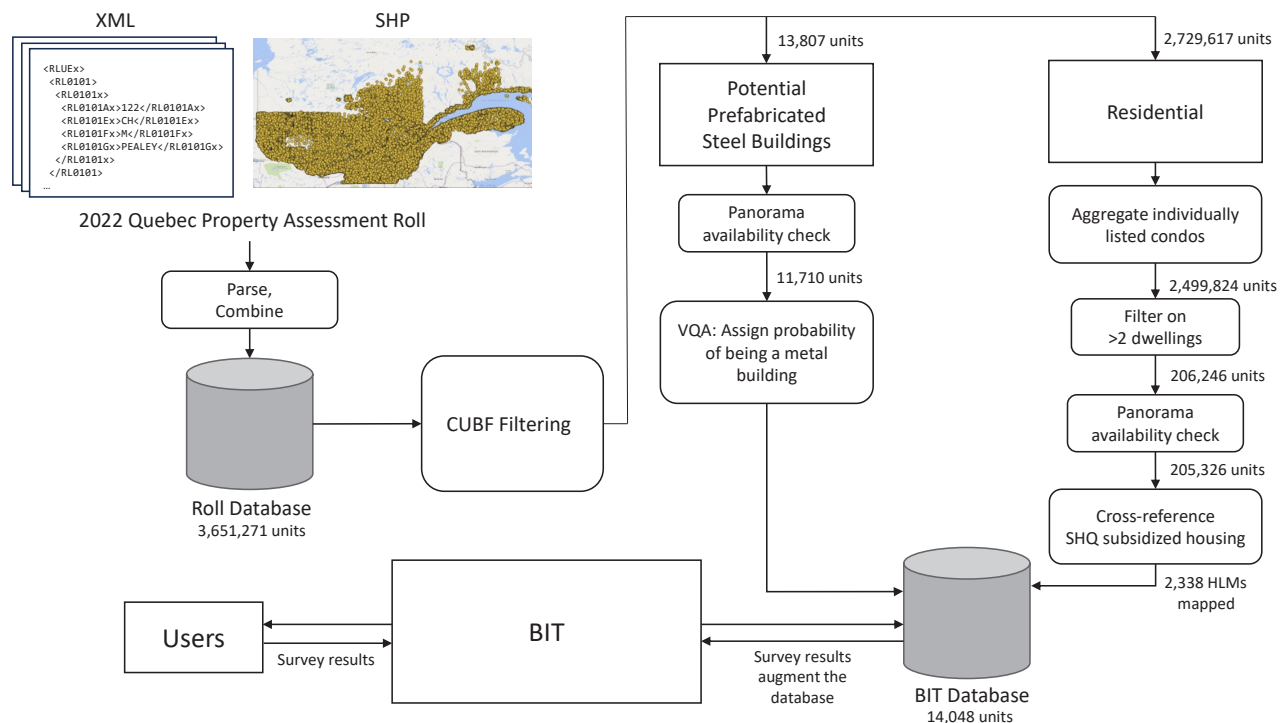 XML
SHP
<RLUEx>
<RL0101>
<RL0101x>
<RL0101Ax>122</RL0101Ax>
<RL0101Ex>CH</RL0101Ex>
<RL0101Fx>M</RL0101Fx>
<RL0101Gx>PEALEY</RL0101Gx>
</RL0101x>
</RL0101>
…
2022 Quebec Property Assessment Roll
Parse,
Combine
Roll Database
3,651,271 units
CUBF Filtering
13,807 units
Potential
Prefabricated
Steel Buildings
Panorama
availability check
11,710 units
VQA: Assign probability
of being a metal
building
2,729,617 units
Residential
Aggregate individually
listed condos
2,499,824 units
Filter on
>2 dwellings
206,246 units
Panorama
availability check
205,326 units
Cross-reference
SHQ subsidized housing
2,338 HLMs
mapped
Users
Survey results
BIT
Survey results
augment the
database
BIT Database
14,048 units